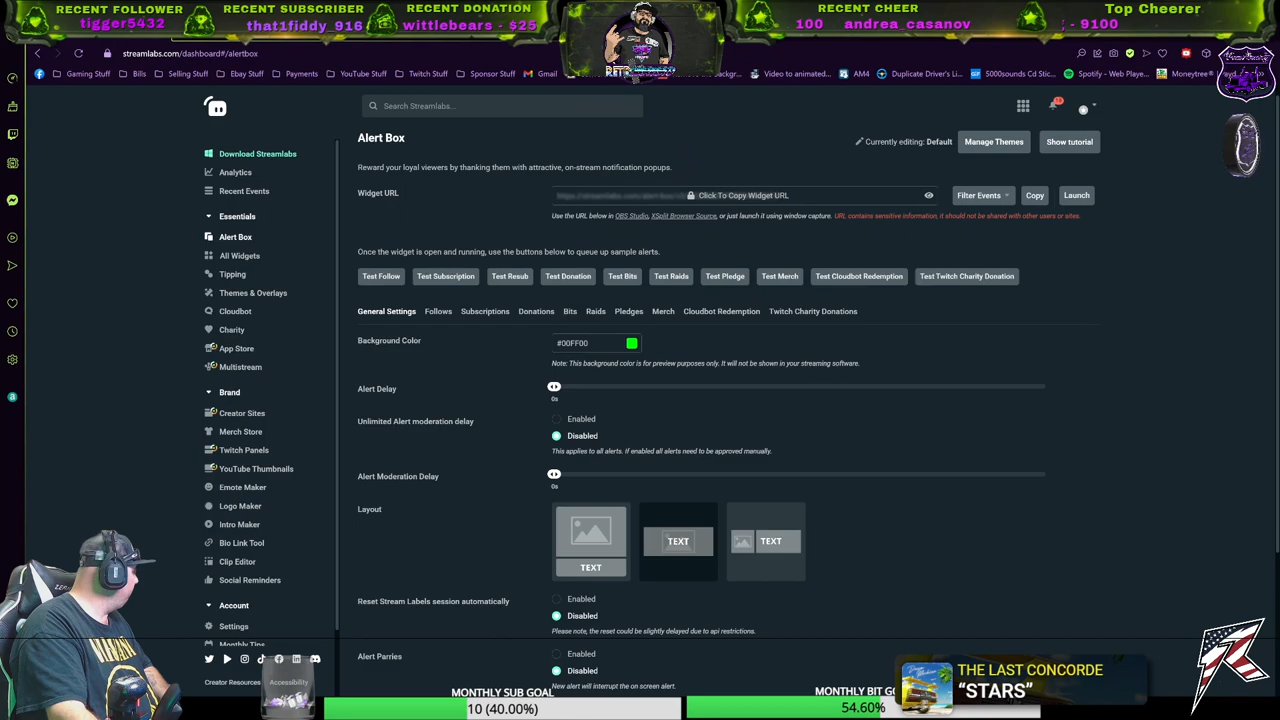 RECENT FOLLOWER
tigger5432
RECENT SUBSCRIBER
that1fiddy_916
RECENT DONATION
wittlebears - $25
RECENT CHEER
100 andrea_casanov
Top Cheerer
- 9100
streamlabs.com/dashboard#/alertbox
Gaming Stuff
Bills
Selling Stuff
Ebay Stuff
Payments
YouTube Stuff
Twitch Stuff
Sponsor Stuff
Gmail
Video to animated...
AM4
Duplicate Driver's Li...
5000sounds Cd Stic...
Spotify - Web Playe...
Search Streamlabs...
Download Streamlabs
Analytics
Recent Events
Essentials
Alert Box
All Widgets
Tipping
Themes & Overlays
Cloudbot
Charity
App Store
Multistream
Brand
Creator Sites
Merch Store
Twitch Panels
YouTube Thumbnails
Emote Maker
Logo Maker
Intro Maker
Bio Link Tool
Clip Editor
Social Reminders
Account
Settings
Monthly Tips
Creator Resources
Accessibility
Alert Box
Currently editing: Default
Manage Themes
Show tutorial
Reward your loyal viewers by thanking them with attractive, on-stream notification popups.
Widget URL
Click To Copy Widget URL
Filter Events
Copy
Launch
Use the URL below in OBS Studio, XSplit Browser Source, or just launch it using window capture. URL contains sensitive information, it should not be shared with other users or sites.
Once the widget is open and running, use the buttons below to queue up sample alerts.
Test Follow
Test Subscription
Test Resub
Test Donation
Test Bits
Test Raids
Test Pledge
Test Merch
Test Cloudbot Redemption
Test Twitch Charity Donation
General Settings
Follows
Subscriptions
Donations
Bits
Raids
Pledges
Merch
Cloudbot Redemption
Twitch Charity Donations
Background Color
#00FF00
Note: This background color is for preview purposes only. It will not be shown in your streaming software.
Alert Delay
0s
Unlimited Alert moderation delay
Enabled
Disabled
This applies to all alerts. If enabled all alerts need to be approved manually.
Alert Moderation Delay
0s
Layout
TEXT
TEXT
TEXT
Reset Stream Labels session automatically
Enabled
Disabled
Please note, the reset could be slightly delayed due to api restrictions.
Alert Parries
Enabled
Disabled
New alert will interrupt the on screen alert.
THE LAST CONCORDE
“STARS”
MONTHLY SUB GOAL
10 (40.00%)
MONTHLY BIT GO
54.60%